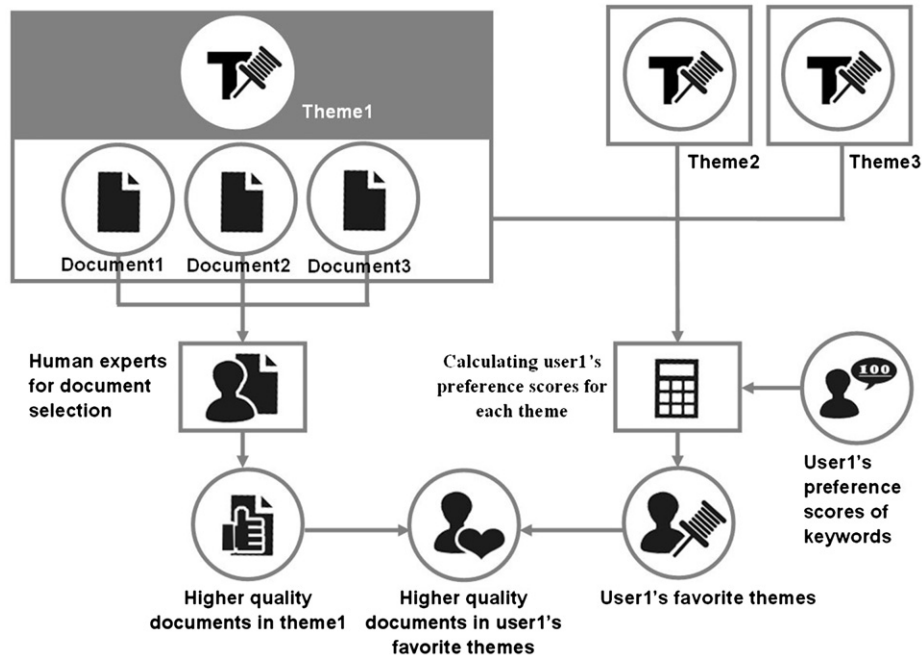 Theme1
Theme2
Theme3
Document1
Document2
Document3
Human experts
for document
selection
Calculating user1's
preference scores for
each theme
100
User1's
preference
scores of
keywords
Higher quality
documents in theme1
Higher quality
documents in user1's
favorite themes
User1's favorite themes